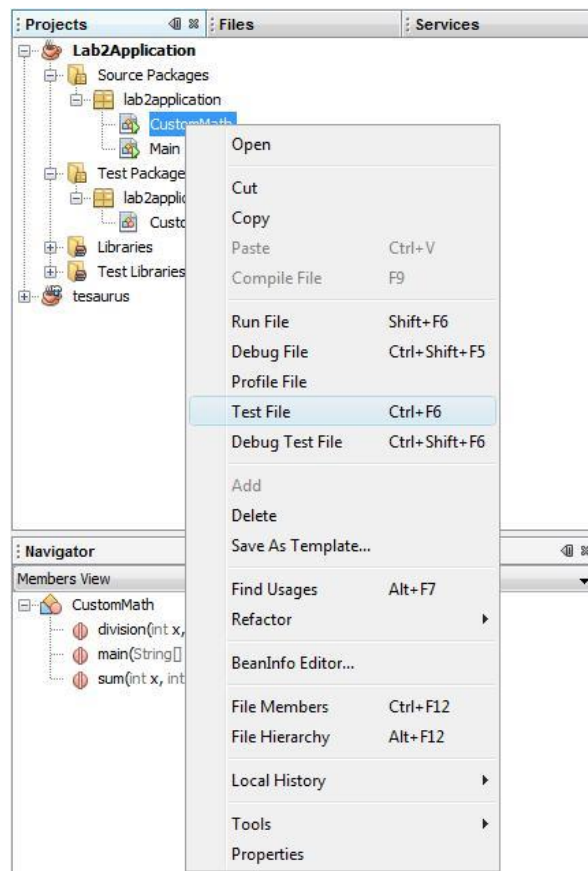 Projects
Files
Services
Lab2Application
Source Packages
lab2application
CustomMath
Main
Test Package
lab2applic
Custo
Libraries
Test Libraries
tesaurus
Open
Cut
Copy
Paste Ctrl+V
Compile File F9
Run File Shift+F6
Debug File Ctrl+Shift+F5
Profile File
Test File Ctrl+F6
Debug Test File Ctrl+Shift+F6
Add
Delete
Save As Template...
Find Usages Alt+F7
Refactor
BeanInfo Editor...
File Members Ctrl+F12
File Hierarchy Alt+F12
Local History
Tools
Properties
Navigator
Members View
CustomMath
division(int x,
main(String[]
sum(int x, int